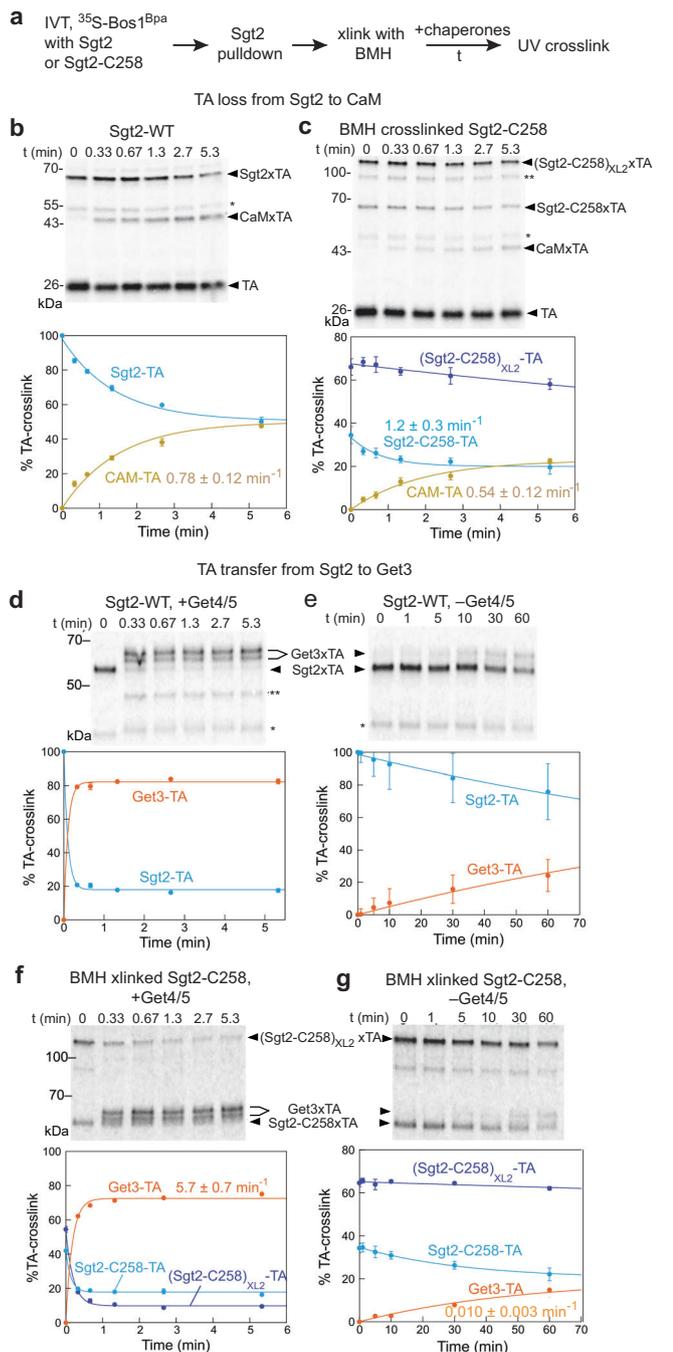 a
IVT, 35S-Bos1Bpa
with Sgt2
or Sgt2-C258
Sgt2
pulldown
xlink with
BMH
+chaperones
t
UV crosslink
TA loss from Sgt2 to CaM
b
Sgt2-WT
t (min) 0 0.33 0.67 1.3 2.7 5.3
70-
55-
43-
26-
kDa
Sgt2xTA
*
CaMxTA
TA
100
80
60
40
20
0
% TA-crosslink
Sgt2-TA
CAM-TA 0.78 ± 0.12 min-1
0 1 2 3 4 5 6
Time (min)
c
BMH crosslinked Sgt2-C258
t (min) 0 0.33 0.67 1.3 2.7 5.3
100-
70-
43-
26-
kDa
(Sgt2-C258)XL2xTA
**
Sgt2-C258xTA
*
CaMxTA
TA
80
60
40
20
0
% TA-crosslink
(Sgt2-C258)XL2-TA
1.2 ± 0.3 min-1
Sgt2-C258-TA
CAM-TA 0.54 ± 0.12 min-1
0 1 2 3 4 5 6
Time (min)
TA transfer from Sgt2 to Get3
d
Sgt2-WT, +Get4/5
t (min) 0 0.33 0.67 1.3 2.7 5.3
70-
50-
kDa
Get3xTA
Sgt2xTA
**
*
100
80
60
40
20
0
% TA-crosslink
Get3-TA
Sgt2-TA
0 1 2 3 4 5
Time (min)
e
Sgt2-WT, –Get4/5
t (min) 0 1 5 10 30 60
*
100
80
60
40
20
0
% TA-crosslink
Sgt2-TA
Get3-TA
0 10 20 30 40 50 60 70
Time (min)
f
BMH xlinked Sgt2-C258,
+Get4/5
t (min) 0 0.33 0.67 1.3 2.7 5.3
100-
70-
kDa
(Sgt2-C258)XL2 xTA
Get3xTA
Sgt2-C258xTA
100
80
60
40
20
0
%TA-crosslink
Get3-TA 5.7 ± 0.7 min-1
Sgt2-C258-TA
(Sgt2-C258)XL2-TA
0 1 2 3 4 5 6
Time (min)
g
BMH xlinked Sgt2-C258,
–Get4/5
t (min) 0 1 5 10 30 60
80
60
40
20
0
% TA-crosslink
(Sgt2-C258)XL2-TA
Sgt2-C258-TA
Get3-TA
0.010 ± 0.003 min-1
0 10 20 30 40 50 60 70
Time (min)